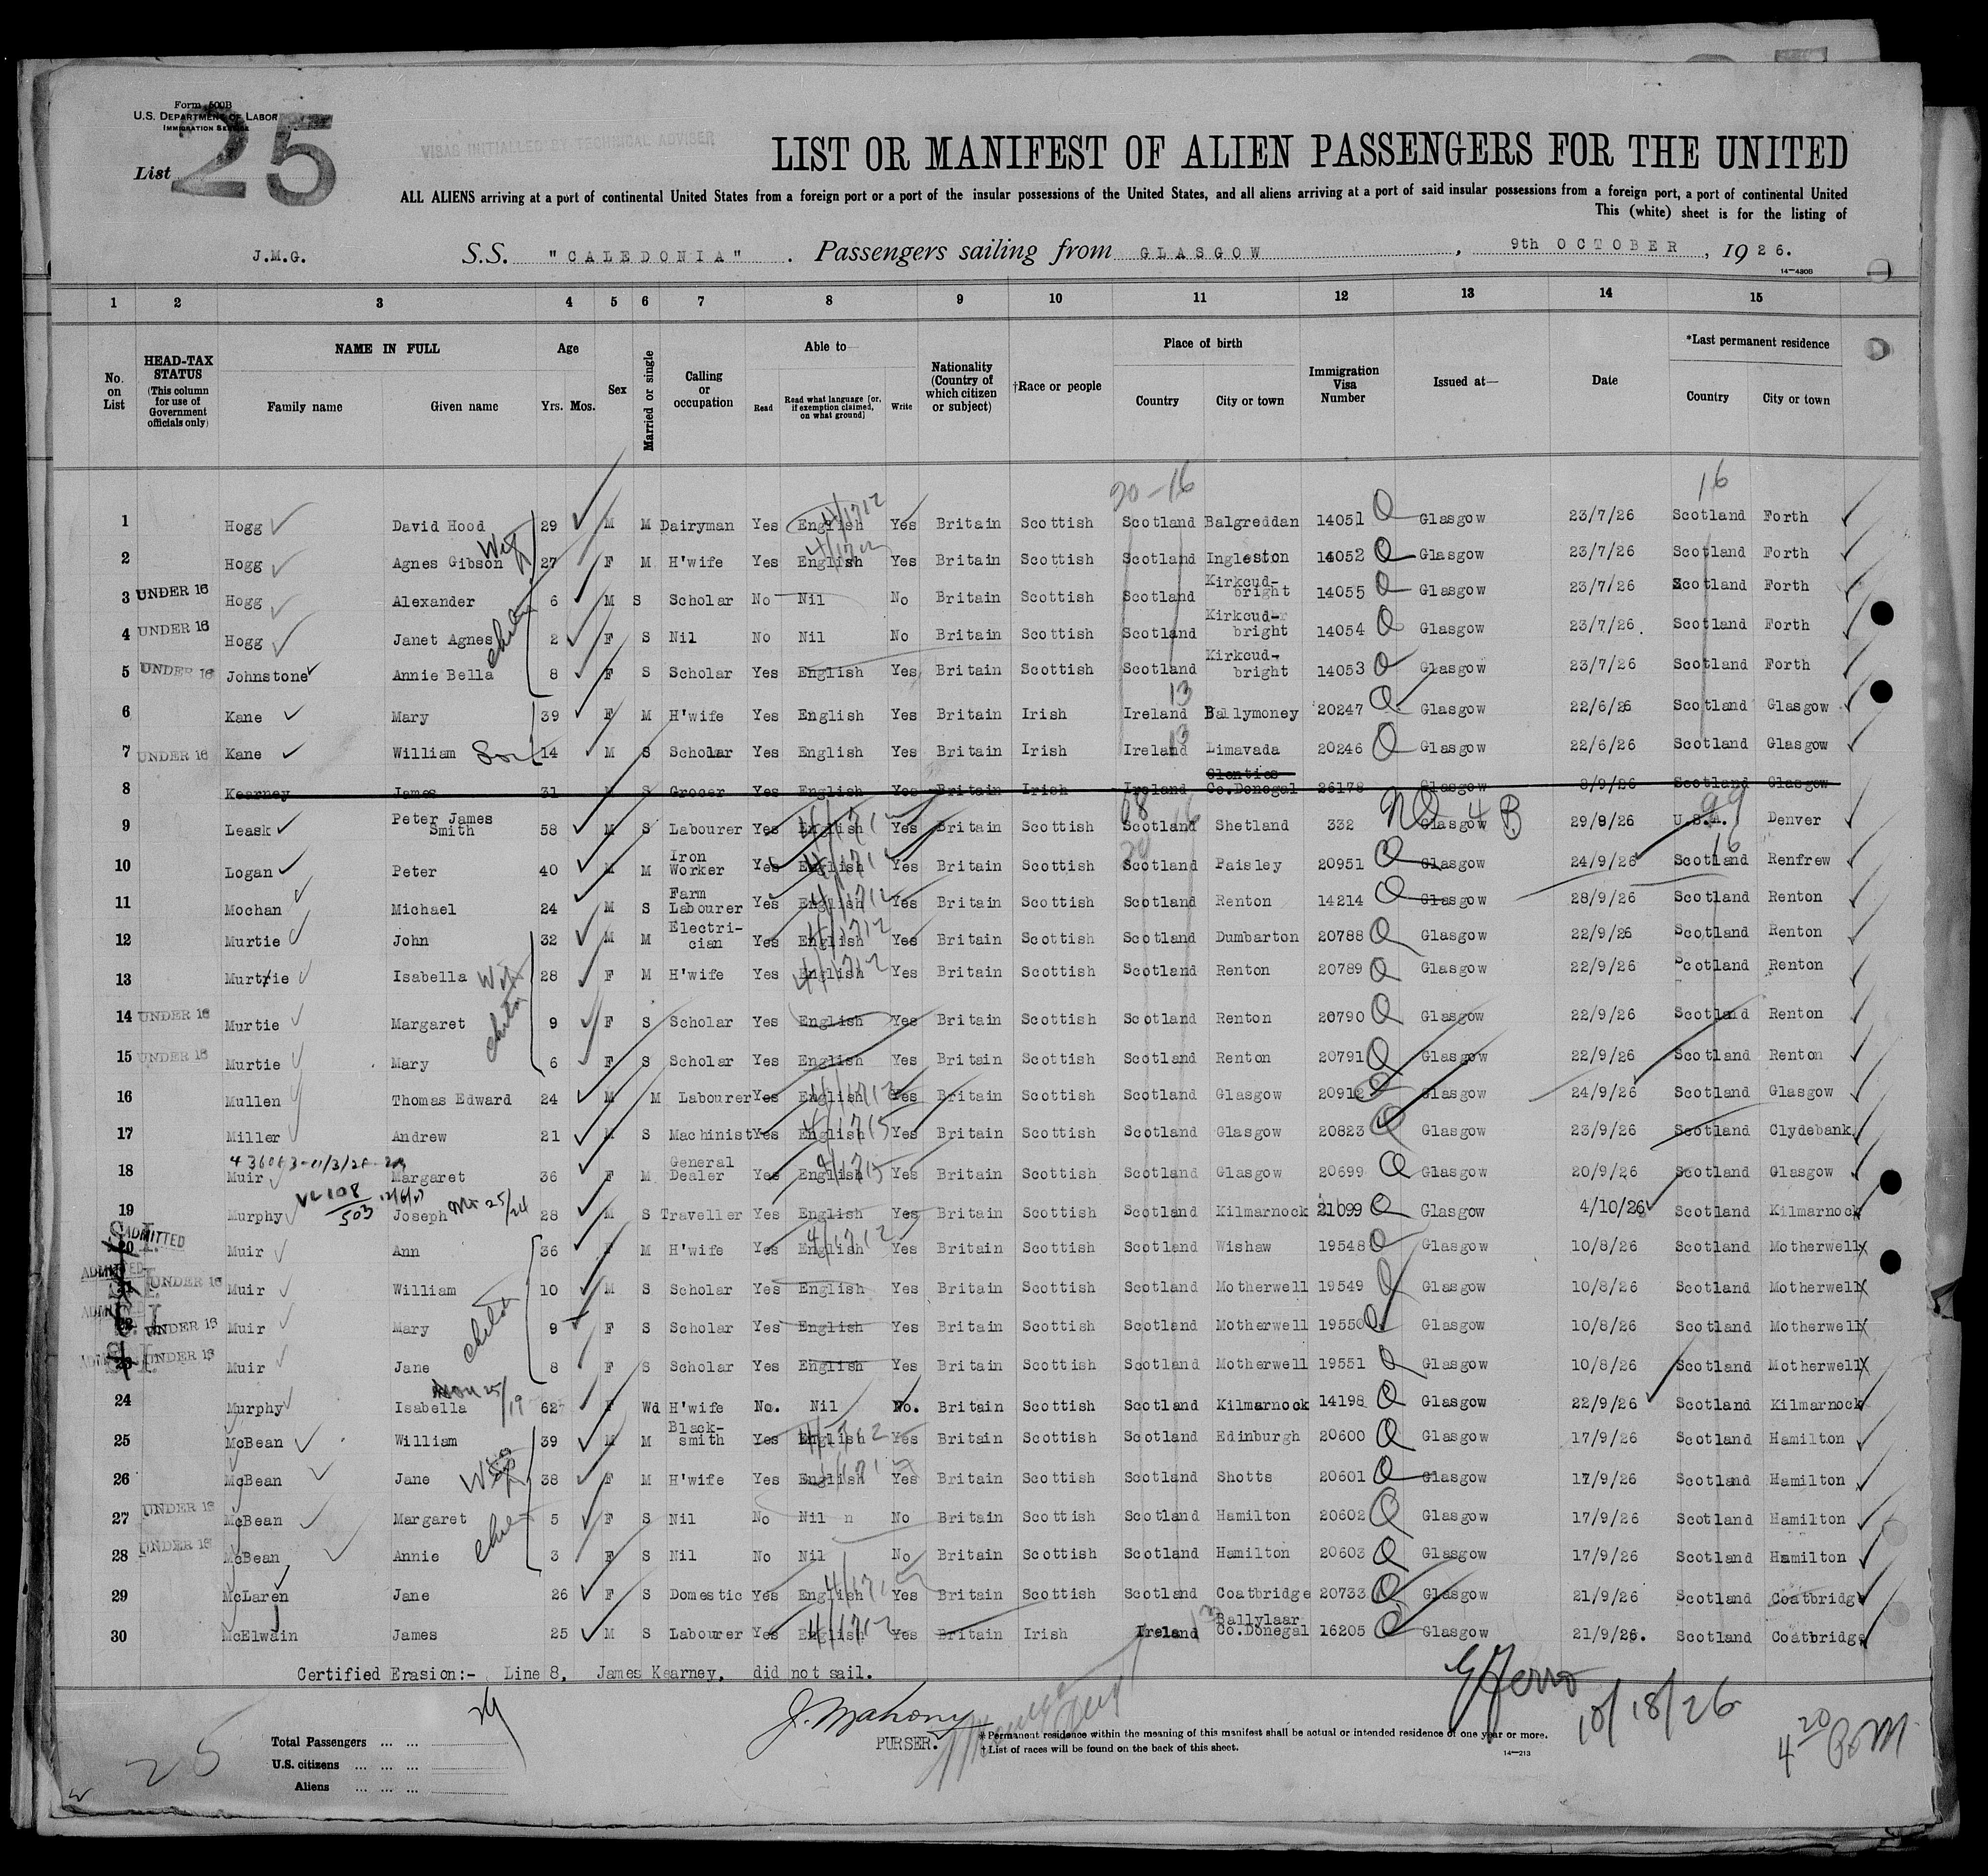 Form 500B
U.S. DEPARTMENT OF LABOR
IMMIGRATION SERVICE
List 25
VISAS INITIALLED BY TECHNICAL ADVISER
LIST OR MANIFEST OF ALIEN PASSENGERS FOR THE UNITED
ALL ALIENS arriving at a port of continental United States from a foreign port or a port of the insular possessions of the United States, and all aliens arriving at a port of said insular possessions from a foreign port, a port of continental United
This (white) sheet is for the listing of
J.M.G. S.S. "CALEDONIA". Passengers sailing from GLASGOW, 9th OCTOBER, 1926.
14—430B
1 2 3 4 5 6 7 8 9 10 11 12 13 14 15
No. on List HEAD-TAX STATUS (This column for use of Government officials only) NAME IN FULL Family name Given name Age Yrs. Mos. Sex Married or single Calling or occupation Able to Read Read what language [or, if exemption claimed, on what ground] Write Nationality (Country of which citizen or subject) †Race or people Place of birth Country City or town Immigration Visa Number Issued at— Date *Last permanent residence Country City or town
20-16 16
1 Hogg David Hood 29 M M Dairyman Yes English Yes Britain Scottish Scotland Balgreddan 14051 Glasgow 23/7/26 Scotland Forth
2 Hogg Agnes Gibson Wife 27 F M H'wife Yes English Yes Britain Scottish Scotland Ingleston 14052 Glasgow 23/7/26 Scotland Forth
3 UNDER 16 Hogg Alexander 6 M S Scholar No Nil No Britain Scottish Scotland Kirkcud-bright 14055 Glasgow 23/7/26 Scotland Forth
4 UNDER 16 Hogg Janet Agnes 2 F S Nil No Nil No Britain Scottish Scotland Kirkcud-bright 14054 Glasgow 23/7/26. Scotland Forth
5 UNDER 16 Johnstone Annie Bella 8 F S Scholar Yes English Yes Britain Scottish Scotland Kirkcud-bright 14053 Glasgow 23/7/26 Scotland Forth
6 Kane Mary 39 F M H'wife Yes English Yes Britain Irish Ireland Ballymoney 20247 Glasgow 22/6/26 Scotland Glasgow
7 UNDER 16 Kane William Son 14 M S Scholar Yes English Yes Britain Irish Ireland Limavada 20246 Glasgow 22/6/26 Scotland Glasgow
8 Kearney James 31 M S Grocer Yes English Yes Britain Irish Ireland Glenties Co.Donegal 26178 Glasgow 8/9/26 Scotland Glasgow
9 Leask Peter James Smith 58 M S Labourer Yes English Yes Britain Scottish Scotland Shetland 332 Glasgow 29/9/26 U.S.A. Denver
10 Logan Peter 40 M M Iron Worker Yes English Yes Britain Scottish Scotland Paisley 20951 Glasgow 24/9/26 Scotland Renfrew
11 Mochan Michael 24 M S Farm Labourer Yes English Yes Britain Scottish Scotland Renton 14214 Glasgow 28/9/26 Scotland Renton
12 Murtie John 32 M M Electri-cian Yes English Yes Britain Scottish Scotland Dumbarton 20788 Glasgow 22/9/26 Scotland Renton
13 Murtie Isabella Wife 28 F M H'wife Yes English Yes Britain Scottish Scotland Renton 20789 Glasgow 22/9/26 Scotland Renton
14 UNDER 16 Murtie Margaret 9 F S Scholar Yes English Yes Britain Scottish Scotland Renton 20790 Glasgow 22/9/26 Scotland Renton
15 UNDER 16 Murtie Mary 6 F S Scholar Yes English Yes Britain Scottish Scotland Renton 20791 Glasgow 22/9/26 Scotland Renton
16 Mullen Thomas Edward 24 M M Labourer Yes English Yes Britain Scottish Scotland Glasgow 20912 Glasgow 24/9/26 Scotland Glasgow
17 Miller Andrew 21 M S Machinist Yes English Yes Britain Scottish Scotland Glasgow 20823 Glasgow 23/9/26 Scotland Clydebank
18 Muir Margaret 36 F M General Dealer Yes English Yes Britain Scottish Scotland Glasgow 20699 Glasgow 20/9/26 Scotland Glasgow
19 Murphy Joseph 28 M S Traveller Yes English Yes Britain Scottish Scotland Kilmarnock 21099 Glasgow 4/10/26 Scotland Kilmarnock
20 ADMITTED Muir Ann 36 F M H'wife Yes English Yes Britain Scottish Scotland Wishaw 19548 Glasgow 10/8/26 Scotland Motherwell
21 ADMITTED UNDER 16 Muir William 10 M S Scholar Yes English Yes Britain Scottish Scotland Motherwell 19549 Glasgow 10/8/26 Scotland Motherwell
22 UNDER 16 Muir Mary 9 F S Scholar Yes English Yes Britain Scottish Scotland Motherwell 19550 Glasgow 10/8/26 Scotland Motherwell
23 UNDER 16 Muir Jane 8 F S Scholar Yes English Yes Britain Scottish Scotland Motherwell 19551 Glasgow 10/8/26 Scotland Motherwell
24 Murphy Isabella 62 F Wd H'wife No. Nil No. Britain Scottish Scotland Kilmarnock 14198 Glasgow 22/9/26 Scotland Kilmarnock
25 McBean William 39 M M Black-smith Yes English Yes Britain Scottish Scotland Edinburgh 20600 Glasgow 17/9/26 Scotland Hamilton
26 McBean Jane Wife 38 F M H'wife Yes English Yes Britain Scottish Scotland Shotts 20601 Glasgow 17/9/26 Scotland Hamilton
27 UNDER 16 McBean Margaret 5 F S Nil No Nil No Britain Scottish Scotland Hamilton 20602 Glasgow 17/9/26 Scotland Hamilton
28 UNDER 16 McBean Annie 3 F S Nil No Nil No Britain Scottish Scotland Hamilton 20603 Glasgow 17/9/26 Scotland Hamilton
29 McLaren Jane 26 F S Domestic Yes English Yes Britain Scottish Scotland Coatbridge 20733 Glasgow 21/9/26 Scotland Coatbridge
30 McElwain James 25 M S Labourer Yes English Yes Britain Irish Ireland Ballylaar Co.Donegal 16205 Glasgow 21/9/26. Scotland Coatbridge
Certified Erasion:- Line 8, James Kearney, did not sail.
J. Mahony
PURSER.
10/18/26
4 20 PM
25
Total Passengers ... ... 29
U.S. citizens ... ... ...
Aliens ... ... ...
* Permanent residence within the meaning of this manifest shall be actual or intended residence of one year or more.
† List of races will be found on the back of this sheet.
14—213